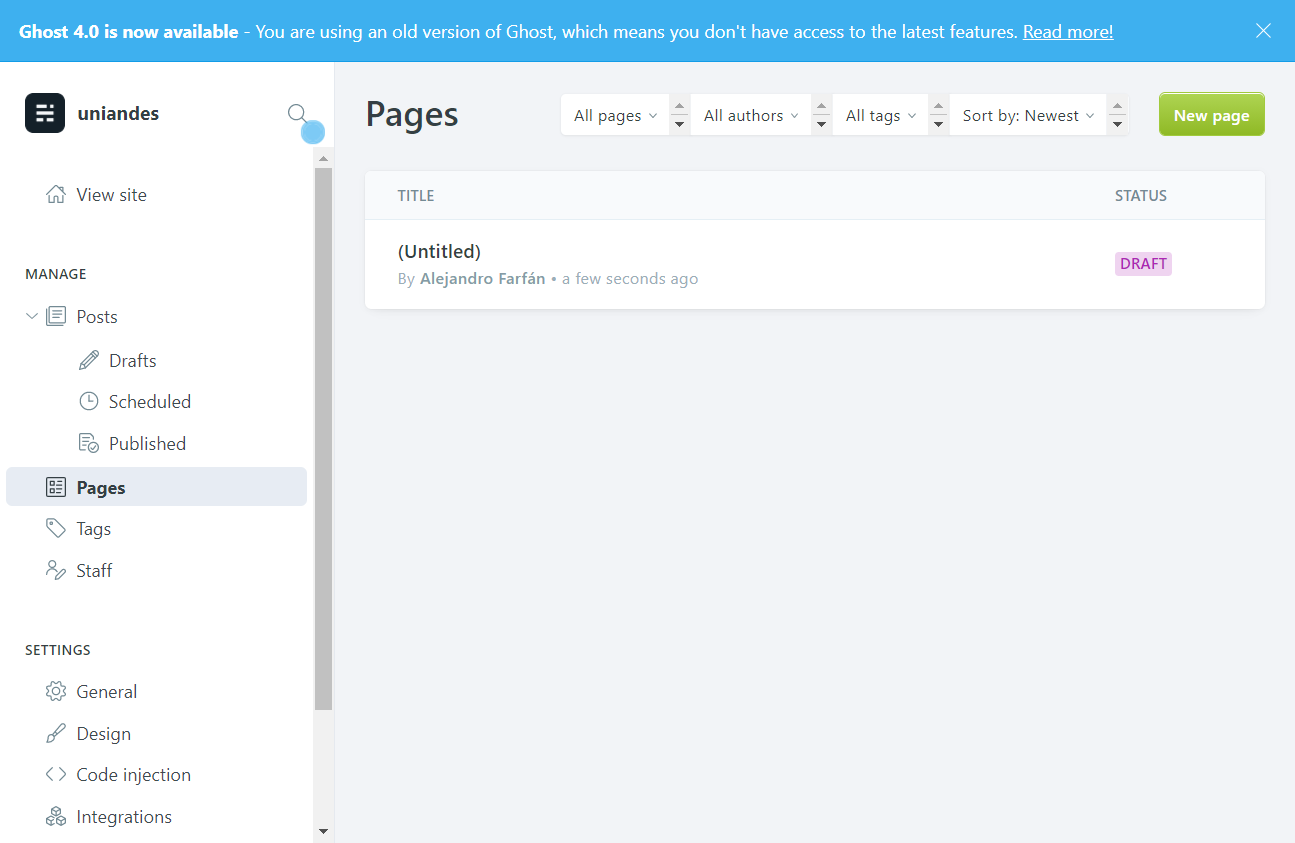 Ghost 4.0 is now available - You are using an old version of Ghost, which means you don't have access to the latest features. Read more!
uniandes
View site
MANAGE
Posts
Drafts
Scheduled
Published
Pages
Tags
Staff
SETTINGS
General
Design
Code injection
Integrations
Pages
All pages
All authors
All tags
Sort by: Newest
New page
TITLE STATUS
(Untitled)
By Alejandro Farfán • a few seconds ago
DRAFT